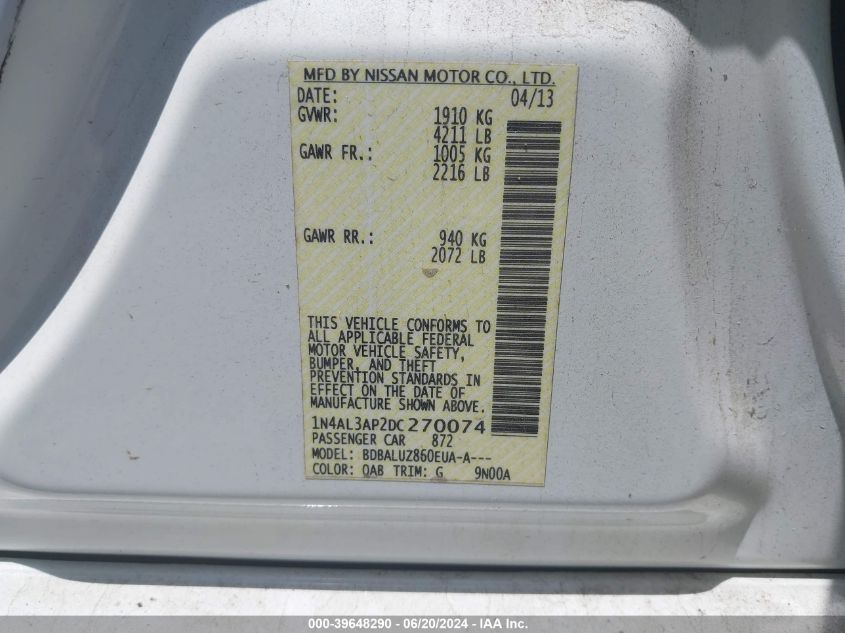 MFD BY NISSAN MOTOR CO., LTD.
DATE: 04/13
GVWR: 1910 KG
4211 LB
GAWR FR.: 1005 KG
2216 LB
GAWR RR.: 940 KG
2072 LB
THIS VEHICLE CONFORMS TO
ALL APPLICABLE FEDERAL
MOTOR VEHICLE SAFETY,
BUMPER, AND THEFT
PREVENTION STANDARDS IN
EFFECT ON THE DATE OF
MANUFACTURE SHOWN ABOVE.
1N4AL3AP2DC270074
PASSENGER CAR 872
MODEL: BDBALUZ860EUA-A---
COLOR: QAB TRIM: G 9N00A
000-39648290 - 06/20/2024 - IAA Inc.